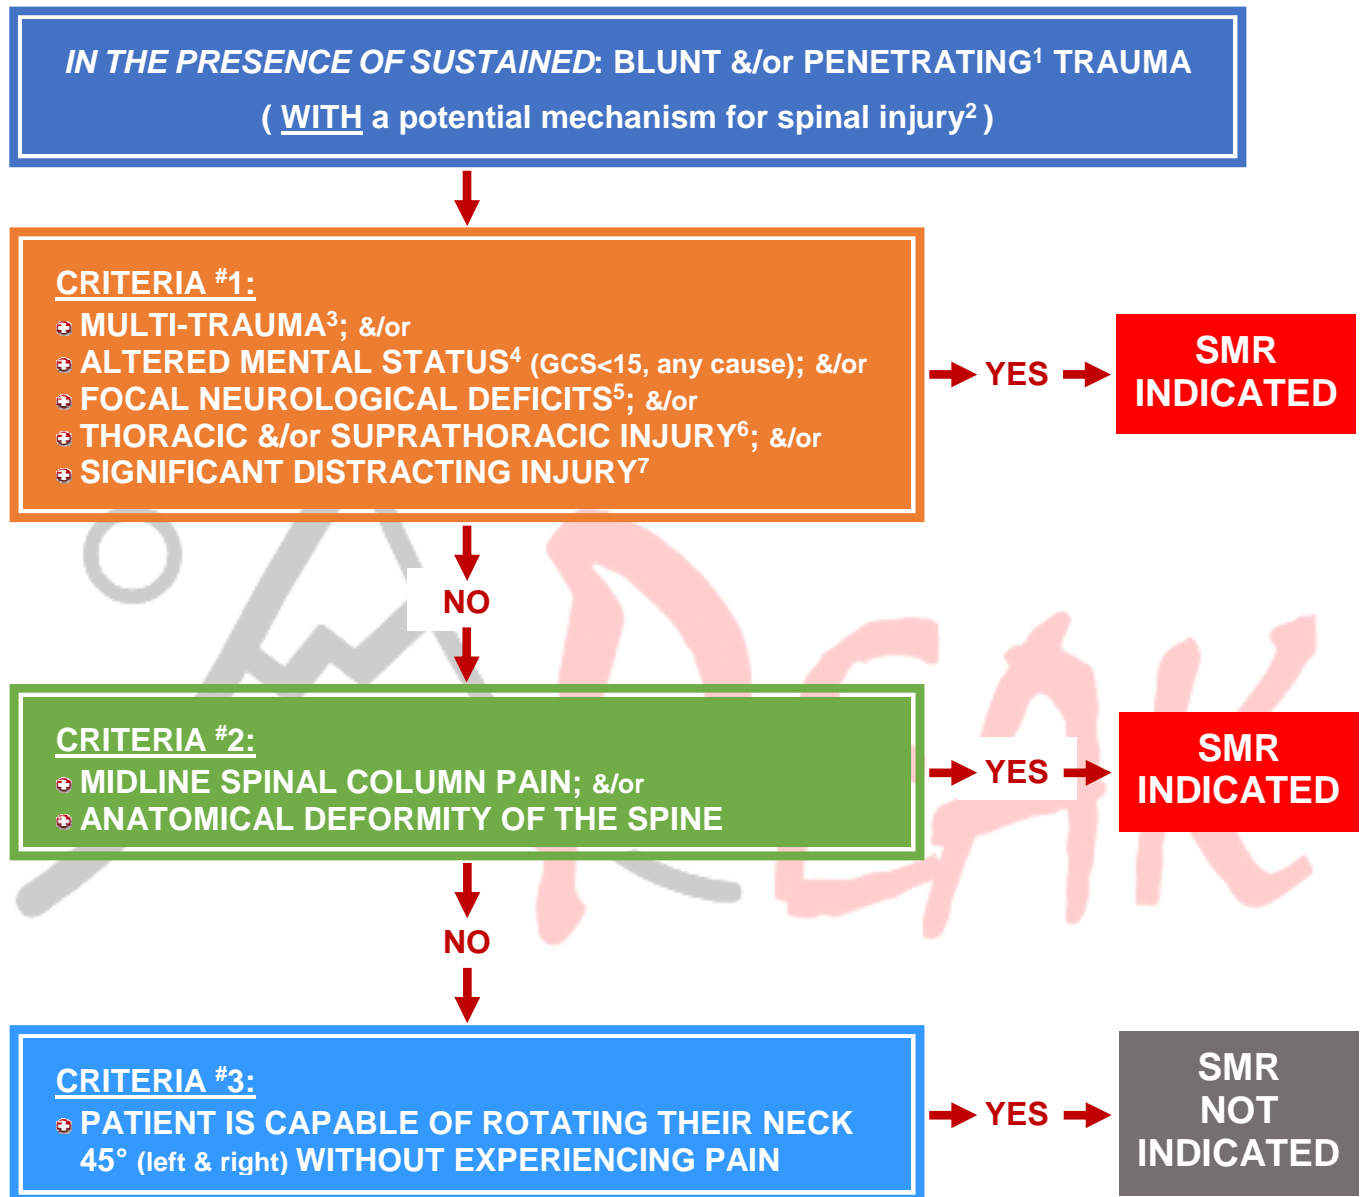 IN THE PRESENCE OF SUSTAINED: BLUNT &/or PENETRATING¹ TRAUMA
( WITH a potential mechanism for spinal injury² )
CRITERIA #1:
MULTI-TRAUMA³; &/or
ALTERED MENTAL STATUS⁴ (GCS<15, any cause); &/or
FOCAL NEUROLOGICAL DEFICITS⁵; &/or
THORACIC &/or SUPRATHORACIC INJURY⁶; &/or
SIGNIFICANT DISTRACTING INJURY⁷
YES
SMR
INDICATED
NO
CRITERIA #2:
MIDLINE SPINAL COLUMN PAIN; &/or
ANATOMICAL DEFORMITY OF THE SPINE
YES
SMR
INDICATED
NO
CRITERIA #3:
PATIENT IS CAPABLE OF ROTATING THEIR NECK
45° (left & right) WITHOUT EXPERIENCING PAIN
YES
SMR
NOT
INDICATED